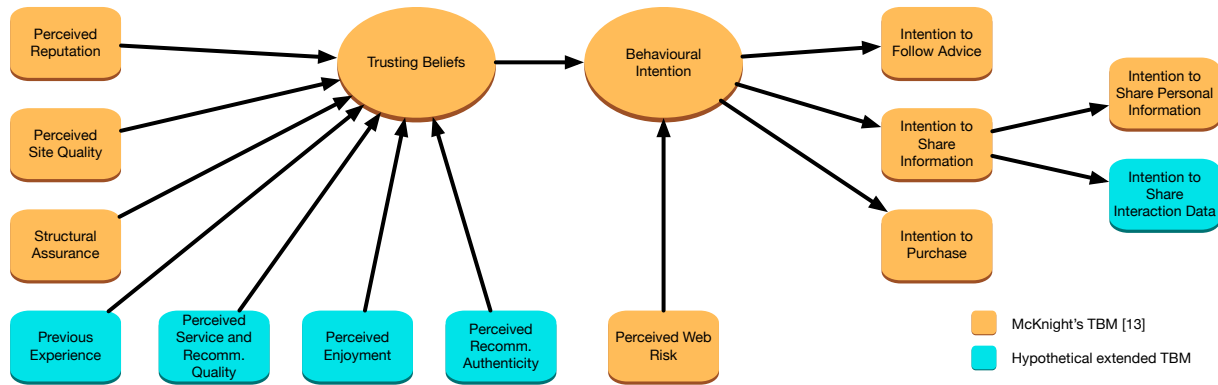 Perceived
Reputation
Trusting Beliefs
Behavioural
Intention
Intention to
Follow Advice
Intention to
Share Personal
Information
Perceived
Site Quality
Intention to
Share
Information
Intention to
Share
Interaction Data
Structural
Assurance
Intention to
Purchase
Previous
Experience
Perceived
Service and
Recomm.
Quality
Perceived
Enjoyment
Perceived
Recomm.
Authenticity
Perceived Web
Risk
McKnight's TBM [13]
Hypothetical extended TBM